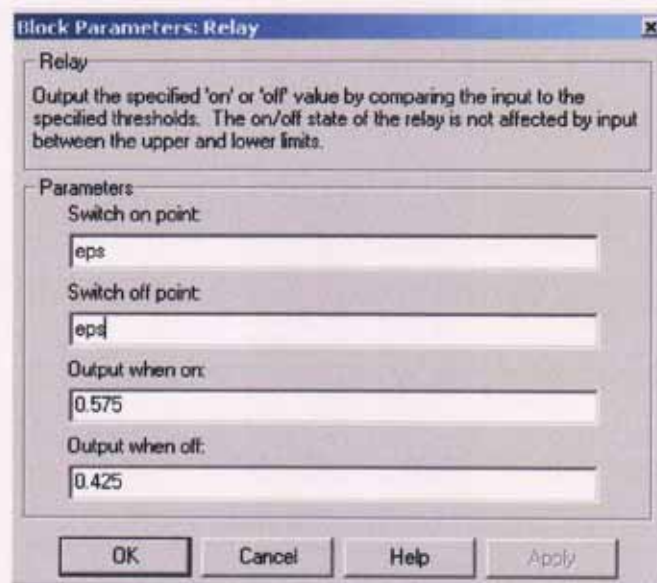 Block Parameters: Relay
Relay
Output the specified 'on' or 'off' value by comparing the input to the
specified thresholds. The on/off state of the relay is not affected by input
between the upper and lower limits.
Parameters
Switch on point:
eps
Switch off point:
eps
Output when on:
0.575
Output when off:
0.425
OK Cancel Help Apply